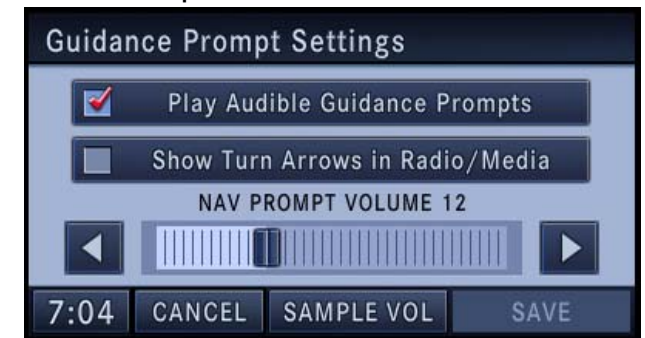 Guidance Prompt Settings
Play Audible Guidance Prompts
Show Turn Arrows in Radio/Media
NAV PROMPT VOLUME 12
7:04 CANCEL SAMPLE VOL SAVE